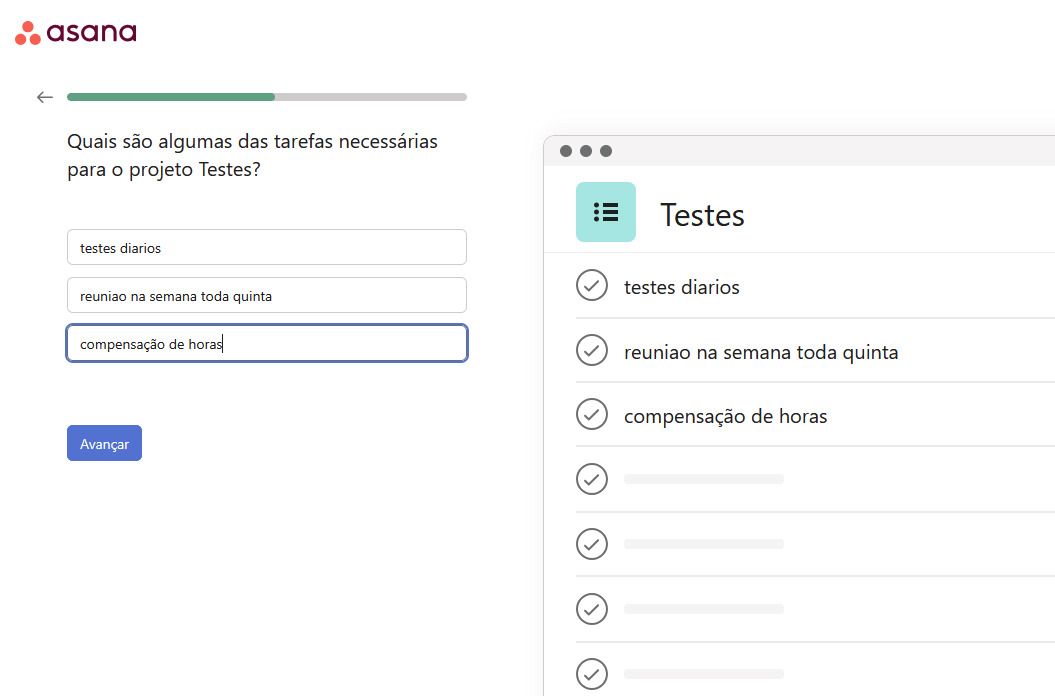 asana
Quais são algumas das tarefas necessárias
para o projeto Testes?
testes diarios
reuniao na semana toda quinta
compensação de horas
Avançar
Testes
testes diarios
reuniao na semana toda quinta
compensação de horas